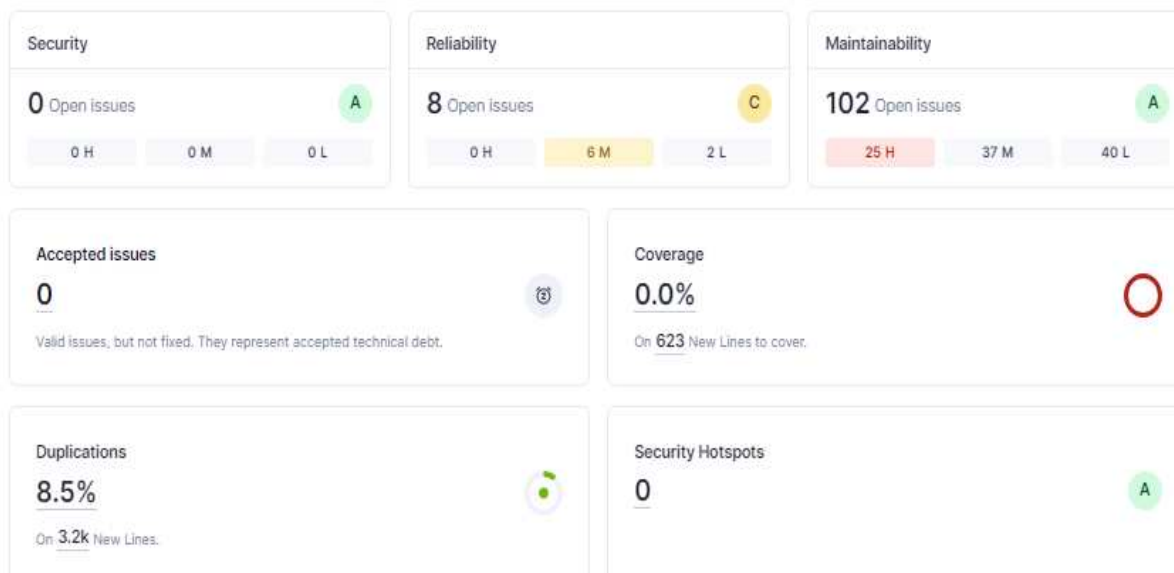 Security
0 Open issues A
0 H 0 M 0 L
Reliability
8 Open issues C
0 H 6 M 2 L
Maintainability
102 Open issues A
25 H 37 M 40 L
Accepted issues
0
Valid issues, but not fixed. They represent accepted technical debt.
Coverage
0.0%
On 623 New Lines to cover.
Duplications
8.5%
On 3.2k New Lines.
Security Hotspots
0 A